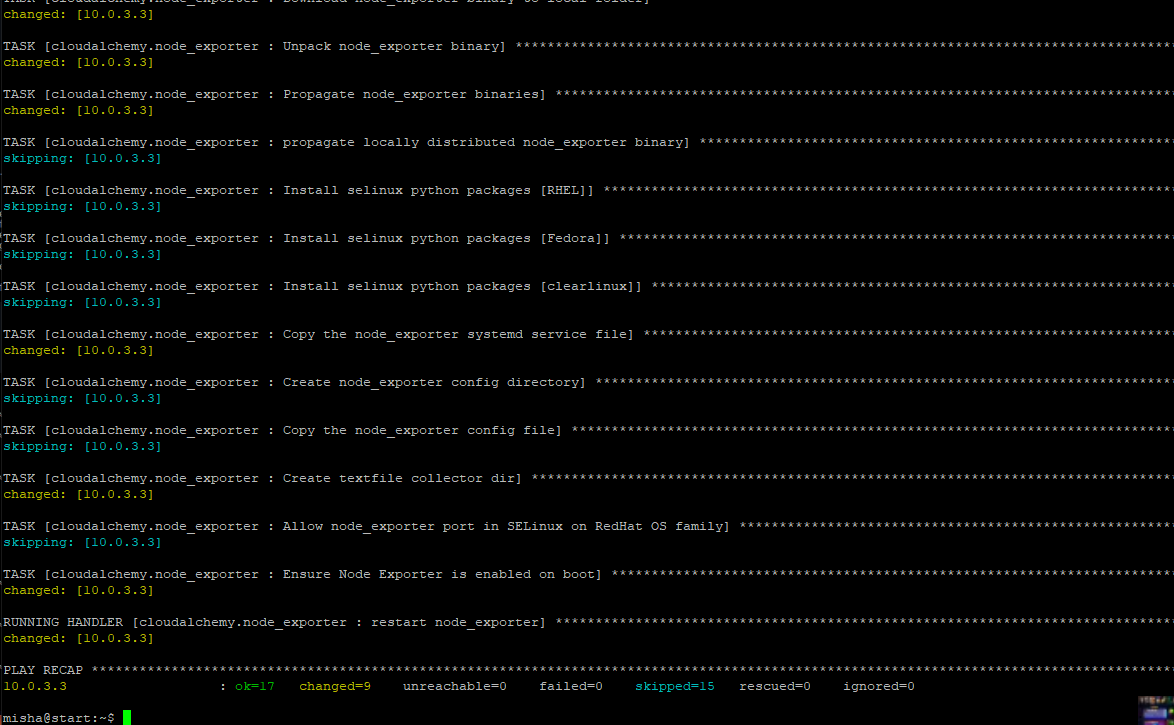 TASK [cloudalchemy.node_exporter : Download node_exporter binary to local folder]
changed: [10.0.3.3]
TASK [cloudalchemy.node_exporter : Unpack node_exporter binary] **********************************************************************************
changed: [10.0.3.3]
TASK [cloudalchemy.node_exporter : Propagate node_exporter binaries] *****************************************************************************
changed: [10.0.3.3]
TASK [cloudalchemy.node_exporter : propagate locally distributed node_exporter binary] ***********************************************************
skipping: [10.0.3.3]
TASK [cloudalchemy.node_exporter : Install selinux python packages [RHEL]] ***********************************************************************
skipping: [10.0.3.3]
TASK [cloudalchemy.node_exporter : Install selinux python packages [Fedora]] *********************************************************************
skipping: [10.0.3.3]
TASK [cloudalchemy.node_exporter : Install selinux python packages [clearlinux]] *****************************************************************
skipping: [10.0.3.3]
TASK [cloudalchemy.node_exporter : Copy the node_exporter systemd service file] ******************************************************************
changed: [10.0.3.3]
TASK [cloudalchemy.node_exporter : Create node_exporter config directory] ************************************************************************
skipping: [10.0.3.3]
TASK [cloudalchemy.node_exporter : Copy the node_exporter config file] ***************************************************************************
skipping: [10.0.3.3]
TASK [cloudalchemy.node_exporter : Create textfile collector dir] ********************************************************************************
changed: [10.0.3.3]
TASK [cloudalchemy.node_exporter : Allow node_exporter port in SELinux on RedHat OS family] ******************************************************
skipping: [10.0.3.3]
TASK [cloudalchemy.node_exporter : Ensure Node Exporter is enabled on boot] **********************************************************************
changed: [10.0.3.3]
RUNNING HANDLER [cloudalchemy.node_exporter : restart node_exporter] *****************************************************************************
changed: [10.0.3.3]
PLAY RECAP ***************************************************************************************************************************************
10.0.3.3                   : ok=17   changed=9    unreachable=0    failed=0    skipped=15   rescued=0    ignored=0
misha@start:~$